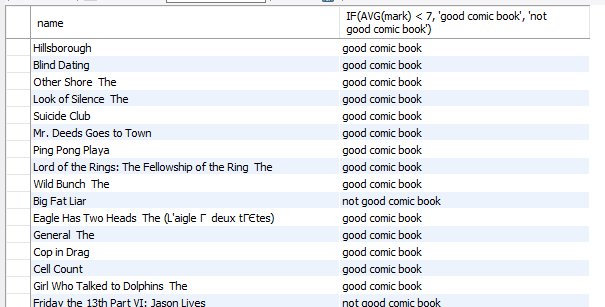 name IF(AVG(mark) < 7, 'good comic book', 'not
good comic book')
Hillsborough good comic book
Blind Dating good comic book
Other Shore  The good comic book
Look of Silence  The good comic book
Suicide Club good comic book
Mr. Deeds Goes to Town good comic book
Ping Pong Playa good comic book
Lord of the Rings: The Fellowship of the Ring  The good comic book
Wild Bunch  The good comic book
Big Fat Liar not good comic book
Eagle Has Two Heads  The (L'aigle Г  deux tГЄtes) good comic book
General  The good comic book
Cop in Drag good comic book
Cell Count good comic book
Girl Who Talked to Dolphins  The good comic book
Friday the 13th Part VI: Jason Lives not good comic book